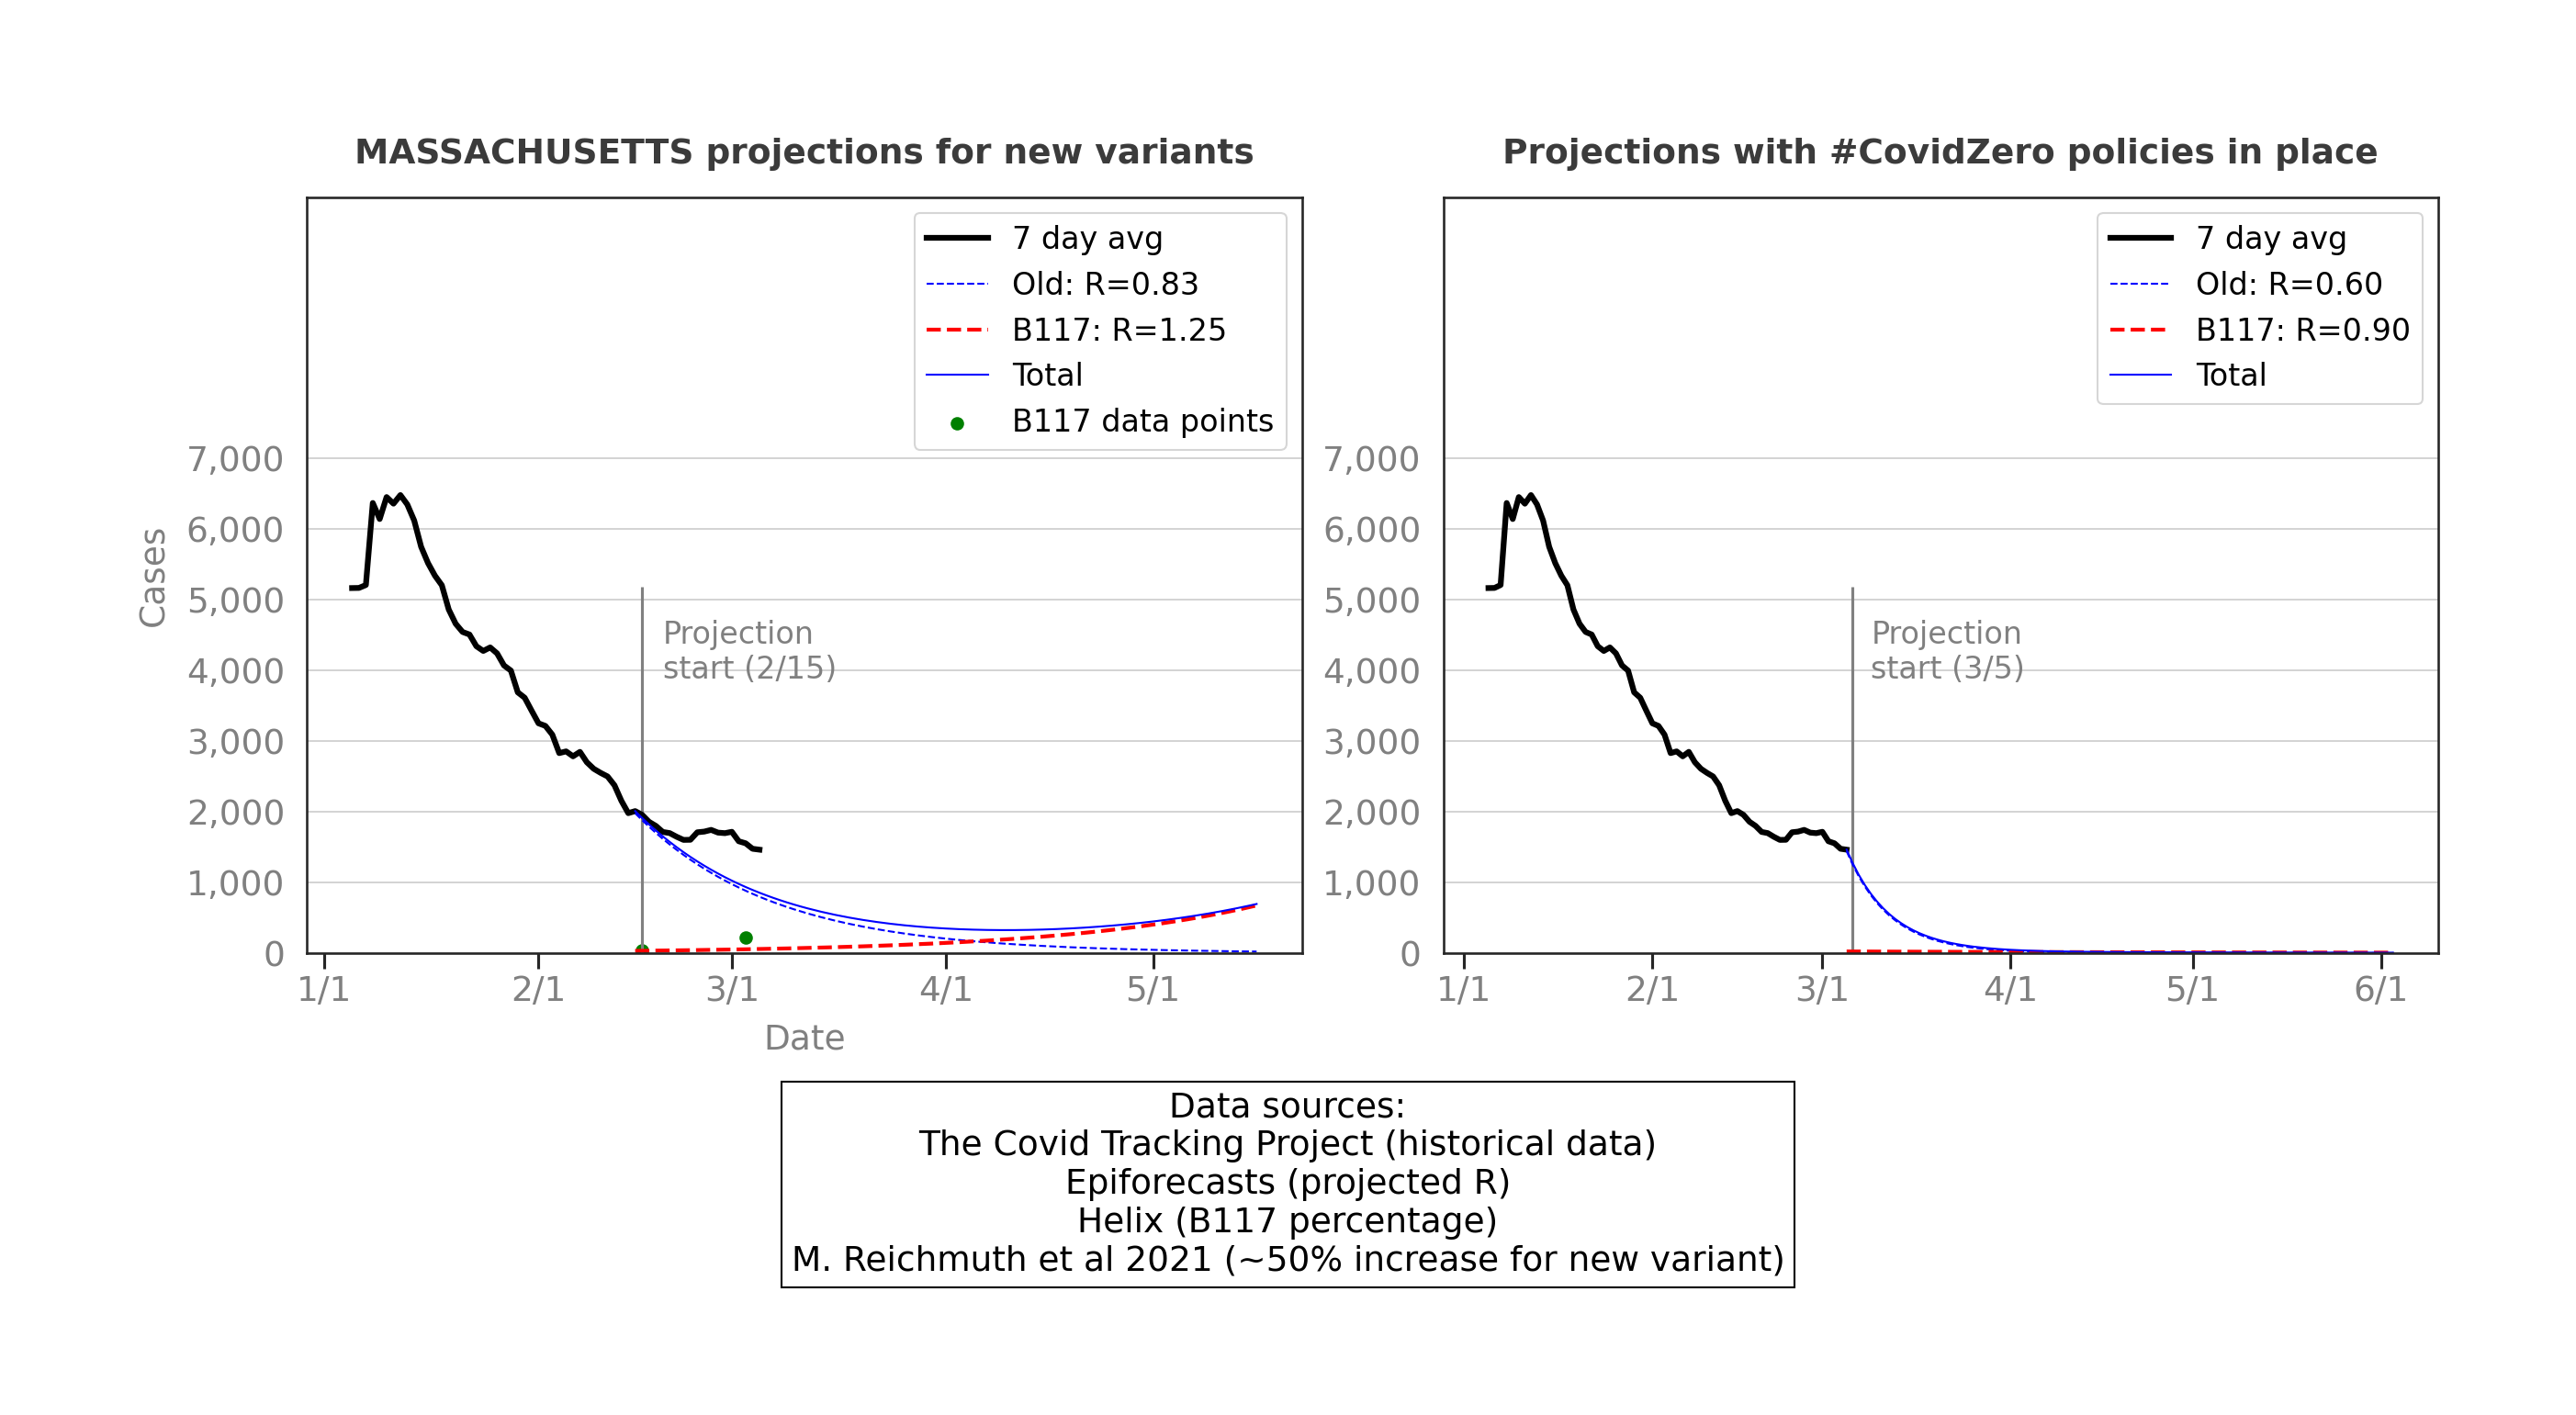 MASSACHUSETTS projections for new variants
7 day avg
Old: R=0.83
B117: R=1.25
Total
B117 data points
Cases
7,000
6,000
5,000
4,000
3,000
2,000
1,000
0
Projection
start (2/15)
1/1
2/1
3/1
4/1
5/1
Date
Projections with #CovidZero policies in place
7 day avg
Old: R=0.60
B117: R=0.90
Total
7,000
6,000
5,000
4,000
3,000
2,000
1,000
0
Projection
start (3/5)
1/1
2/1
3/1
4/1
5/1
6/1
Data sources:
The Covid Tracking Project (historical data)
Epiforecasts (projected R)
Helix (B117 percentage)
M. Reichmuth et al 2021 (~50% increase for new variant)